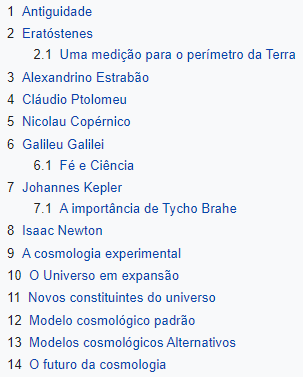 1 Antiguidade
2 Eratóstenes
2.1 Uma medição para o perímetro da Terra
3 Alexandrino Estrabão
4 Cláudio Ptolomeu
5 Nicolau Copérnico
6 Galileu Galilei
6.1 Fé e Ciência
7 Johannes Kepler
7.1 A importância de Tycho Brahe
8 Isaac Newton
9 A cosmologia experimental
10 O Universo em expansão
11 Novos constituintes do universo
12 Modelo cosmológico padrão
13 Modelos cosmológicos Alternativos
14 O futuro da cosmologia